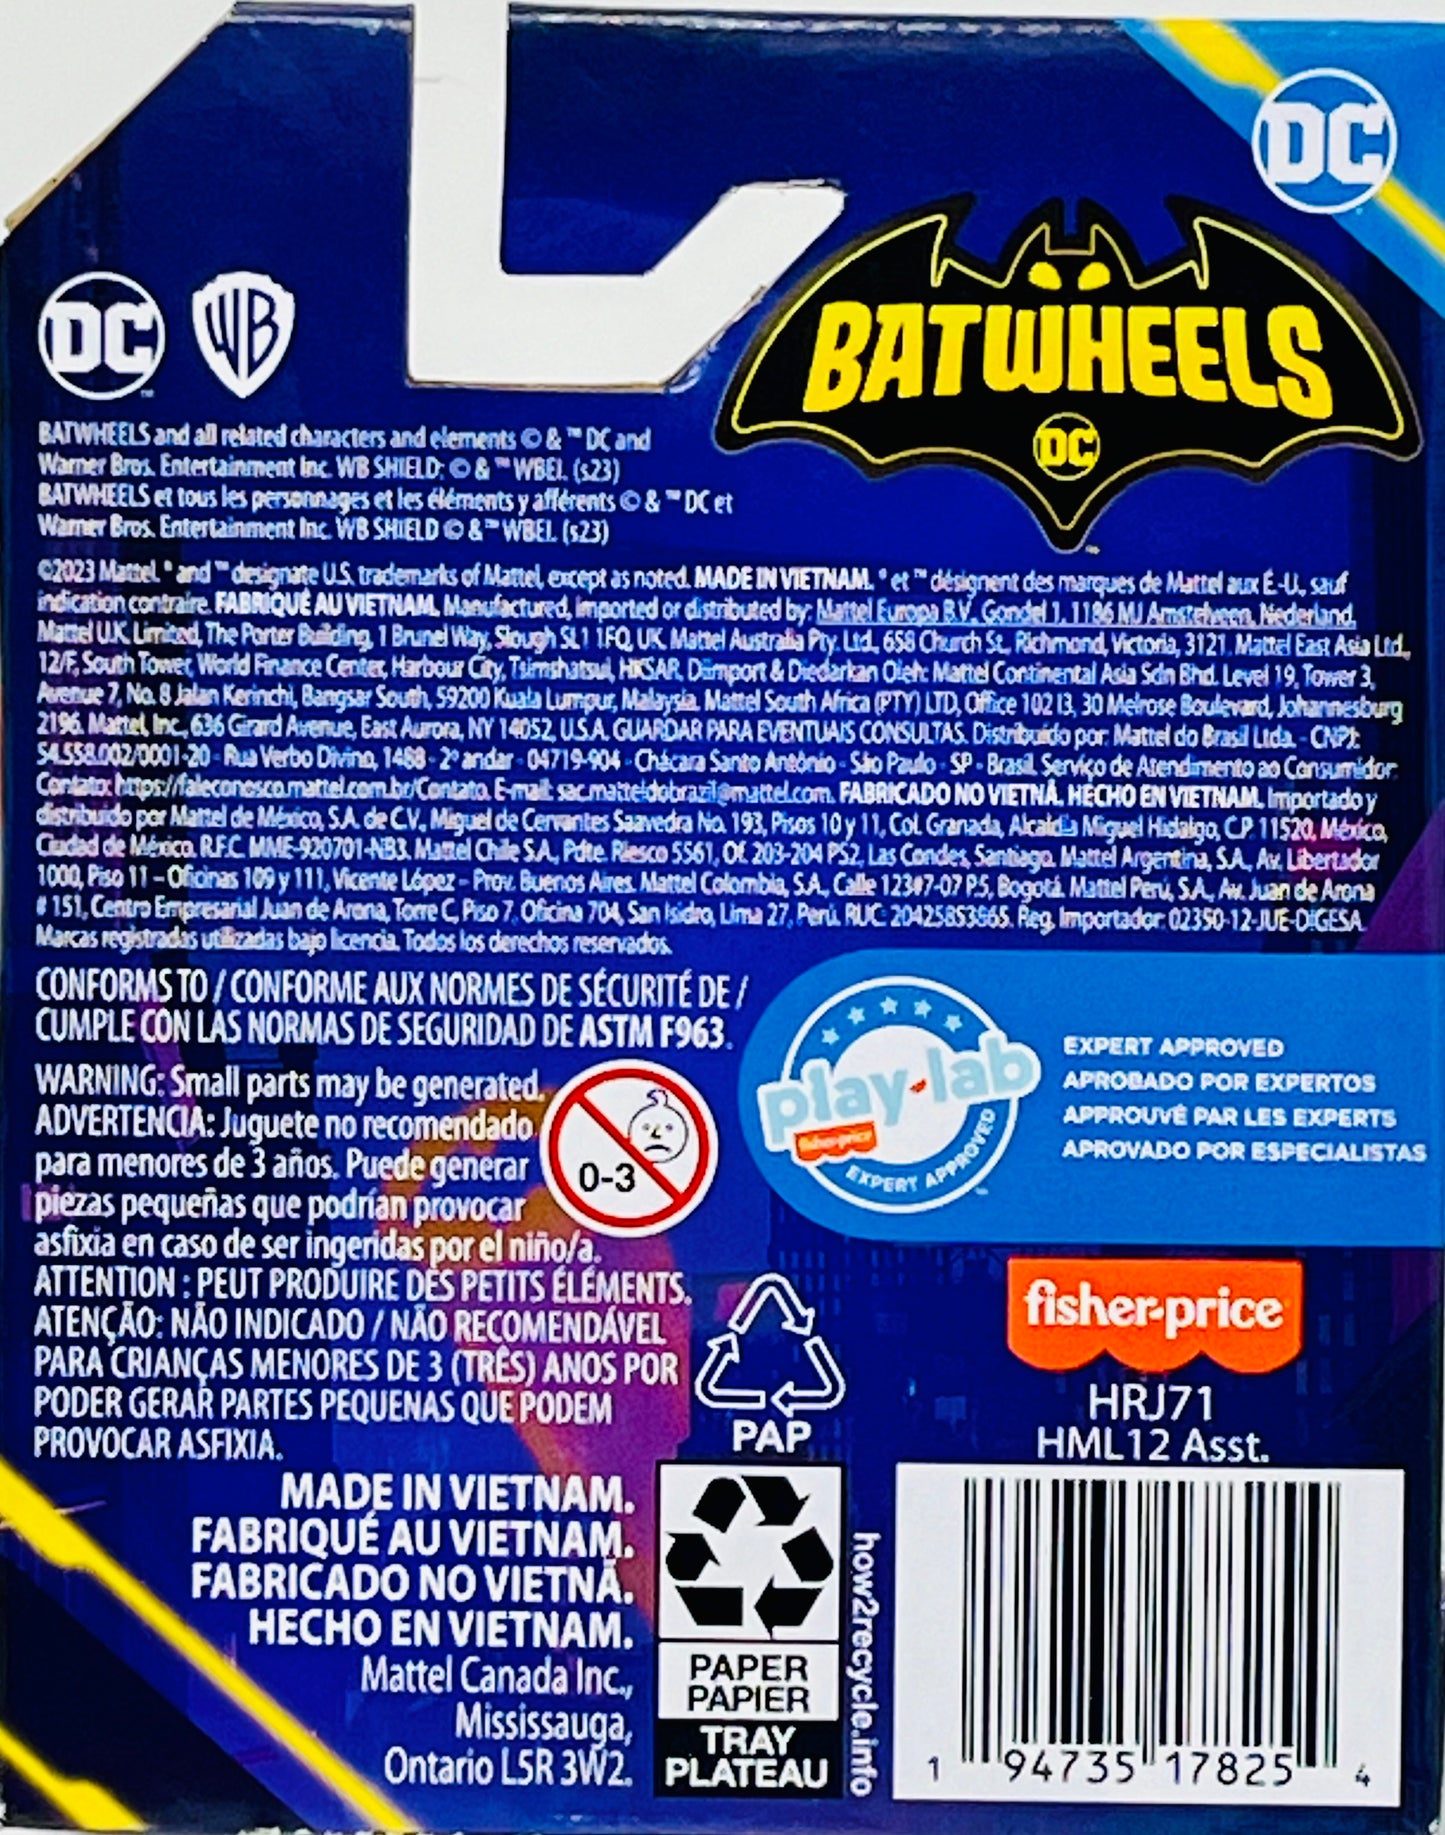 DC
BATWHEELS
DC
™
DC
™
WB
BATWHEELS and all related characters and elements © & ™ DC and
Warner Bros. Entertainment Inc. WB SHIELD: © & ™ WBEI. (s23)
BATWHEELS et tous les personnages et les éléments y afférents © & ™ DC et
Warner Bros. Entertainment Inc. WB SHIELD © & ™ WBEI. (s23)
©2023 Mattel. ® and ™ designate U.S. trademarks of Mattel, except as noted. MADE IN VIETNAM. ® et ™ désignent des marques de Mattel aux É.-U., sauf
indication contraire. FABRIQUÉ AU VIETNAM. Manufactured, imported or distributed by: Mattel Europa B.V., Gondel 1, 1186 MJ Amstelveen, Nederland.
Mattel U.K. Limited, The Porter Building, 1 Brunel Way, Slough SL1 1FQ, UK. Mattel Australia Pty. Ltd., 658 Church St., Richmond, Victoria, 3121. Mattel East Asia Ltd.,
12/F, South Tower, World Finance Center, Harbour City, Tsimshatsui, HKSAR. Diimport & Diedarkan Oleh: Mattel Continental Asia Sdn Bhd. Level 19, Tower 3,
Avenue 7, No. 8 Jalan Kerinchi, Bangsar South, 59200 Kuala Lumpur, Malaysia. Mattel South Africa (PTY) LTD, Office 102 I3, 30 Melrose Boulevard, Johannesburg
2196. Mattel, Inc., 636 Girard Avenue, East Aurora, NY 14052, U.S.A. GUARDAR PARA EVENTUAIS CONSULTAS. Distribuido por: Mattel do Brasil Ltda. - CNPJ:
54.558.002/0001-20 - Rua Verbo Divino, 1488 - 2º andar - 04719-904 - Chácara Santo Antônio - São Paulo - SP - Brasil. Serviço de Atendimento ao Consumidor:
Contato: https://faleconosco.mattel.com.br/Contato. E-mail: sac.matteldobrazil@mattel.com. FABRICADO NO VIETNÃ. HECHO EN VIETNAM. Importado y
distribuido por Mattel de México, S.A. de C.V., Miguel de Cervantes Saavedra No. 193, Pisos 10 y 11, Col. Granada, Alcaldía Miguel Hidalgo, C.P. 11520, México,
Ciudad de México. R.F.C. MME-920701-NB3. Mattel Chile S.A., Pdte. Riesco 5561, Of. 203-204 PS2, Las Condes, Santiago. Mattel Argentina, S.A., Av. Libertador
1000, Piso 11 – Oficinas 109 y 111, Vicente López – Prov. Buenos Aires. Mattel Colombia, S.A., Calle 123#7-07 P.5, Bogotá. Mattel Perú, S.A., Av. Juan de Arona
# 151, Centro Empresarial Juan de Arona, Torre C, Piso 7, Oficina 704, San Isidro, Lima 27, Perú. RUC: 20425853565. Reg. Importador: 02350-12-JUE-DIGESA.
Marcas registradas utilizadas bajo licencia. Todos los derechos reservados.
CONFORMS TO / CONFORME AUX NORMES DE SÉCURITÉ DE /
CUMPLE CON LAS NORMAS DE SEGURIDAD DE ASTM F963.
WARNING: Small parts may be generated.
ADVERTENCIA: Juguete no recomendado
para menores de 3 años. Puede generar
piezas pequeñas que podrían provocar
asfixia en caso de ser ingeridas por el niño/a.
ATTENTION : PEUT PRODUIRE DES PETITS ÉLÉMENTS.
ATENÇÃO: NÃO INDICADO / NÃO RECOMENDÁVEL
PARA CRIANÇAS MENORES DE 3 (TRÊS) ANOS POR
PODER GERAR PARTES PEQUENAS QUE PODEM
PROVOCAR ASFIXIA.
0-3
play-lab
fisher-price
EXPERT APPROVED
EXPERT APPROVED
APROBADO POR EXPERTOS
APPROUVÉ PAR LES EXPERTS
APROVADO POR ESPECIALISTAS
fisher-price
HRJ71
HML12 Asst.
PAP
MADE IN VIETNAM.
FABRIQUÉ AU VIETNAM.
FABRICADO NO VIETNÃ.
HECHO EN VIETNAM.
Mattel Canada Inc.,
Mississauga,
Ontario L5R 3W2.
PAPER
PAPIER
TRAY
PLATEAU
how2recycle.info
1 94735 17825 4